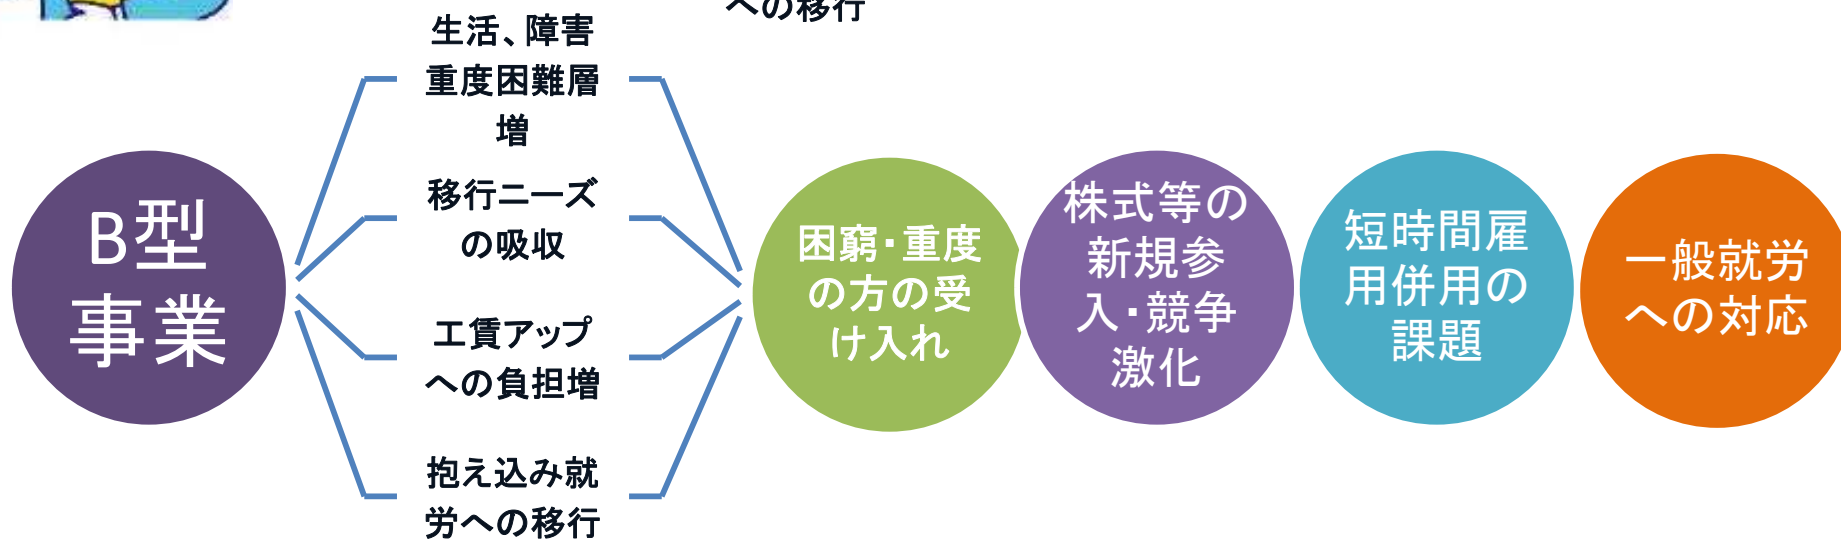 への移行
生活、障害
重度困難層
増
移行ニーズ
の吸収
工賃アップ
への負担増
抱え込み就
労への移行
B型
事業
困窮・重度
の方の受
け入れ
株式等の
新規参
入・競争
激化
短時間雇
用併用の
課題
一般就労
への対応